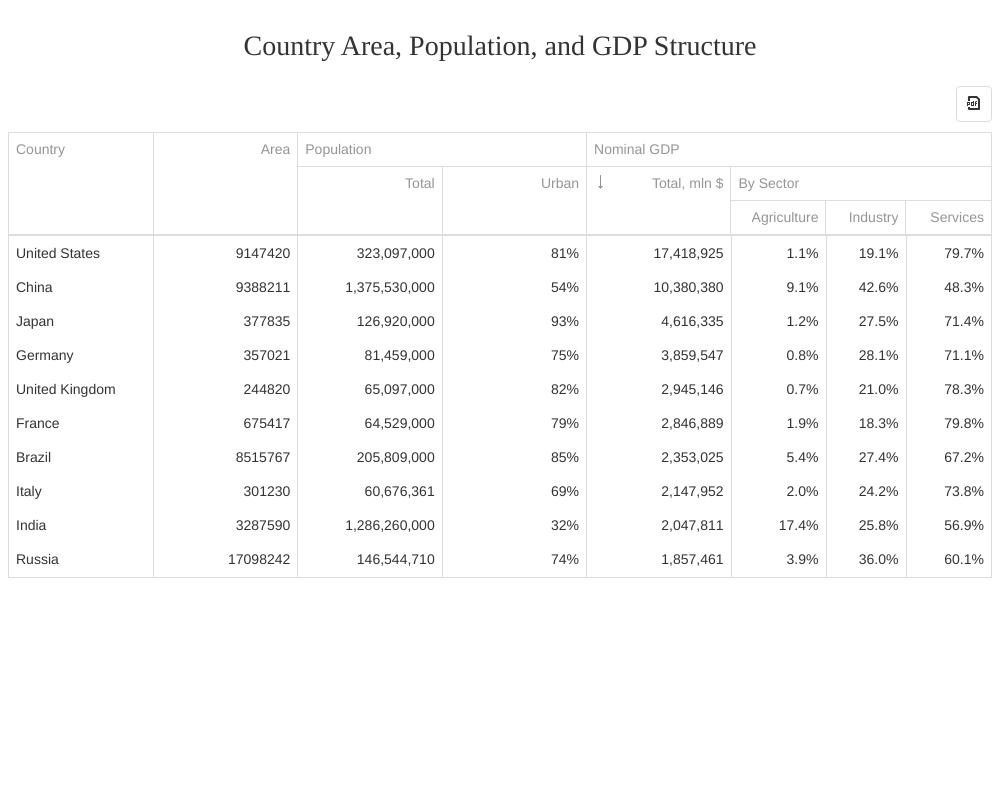 Country Area, Population, and GDP Structure
pdf
Country Area Population Nominal GDP
Total Urban ↓ Total, mln $ By Sector
Agriculture Industry Services
United States 9147420 323,097,000 81% 17,418,925 1.1% 19.1% 79.7%
China 9388211 1,375,530,000 54% 10,380,380 9.1% 42.6% 48.3%
Japan 377835 126,920,000 93% 4,616,335 1.2% 27.5% 71.4%
Germany 357021 81,459,000 75% 3,859,547 0.8% 28.1% 71.1%
United Kingdom 244820 65,097,000 82% 2,945,146 0.7% 21.0% 78.3%
France 675417 64,529,000 79% 2,846,889 1.9% 18.3% 79.8%
Brazil 8515767 205,809,000 85% 2,353,025 5.4% 27.4% 67.2%
Italy 301230 60,676,361 69% 2,147,952 2.0% 24.2% 73.8%
India 3287590 1,286,260,000 32% 2,047,811 17.4% 25.8% 56.9%
Russia 17098242 146,544,710 74% 1,857,461 3.9% 36.0% 60.1%